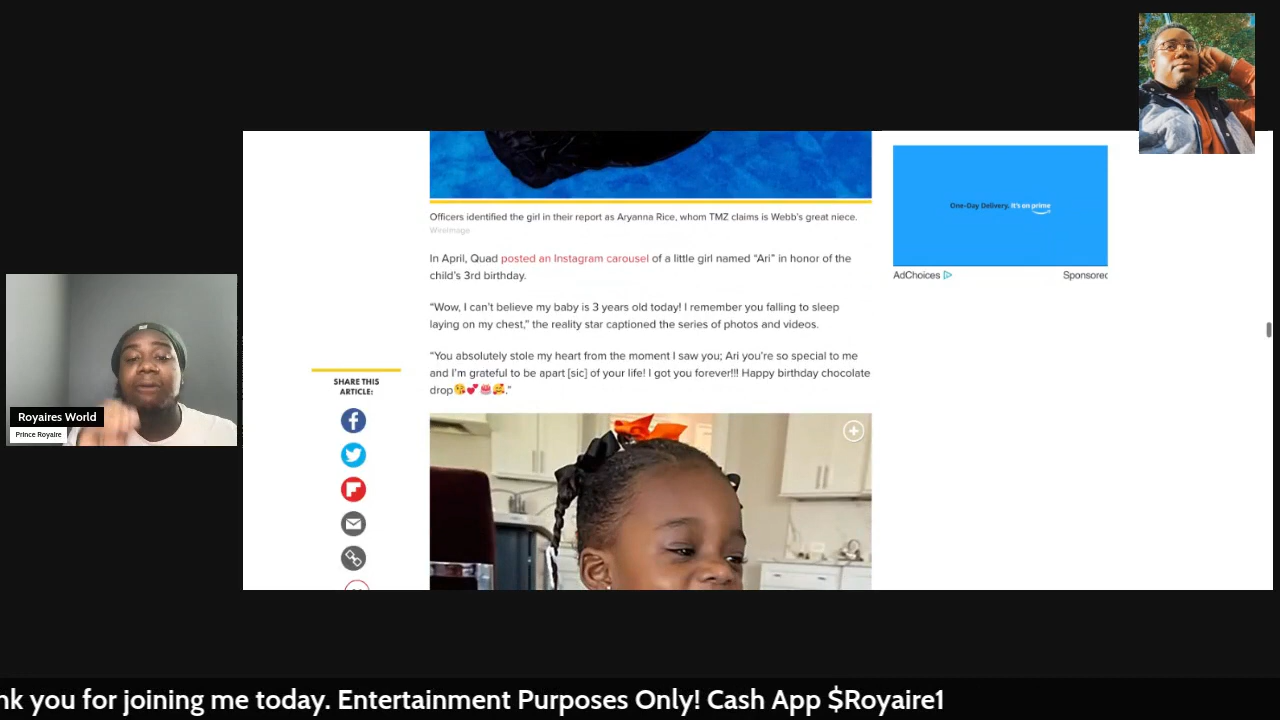 Officers identified the girl in their report as Aryanna Rice, whom TMZ claims is Webb's great niece.
WireImage
In April, Quad posted an Instagram carousel of a little girl named “Ari” in honor of the
child's 3rd birthday.
“Wow, I can't believe my baby is 3 years old today! I remember you falling to sleep
laying on my chest,” the reality star captioned the series of photos and videos.
“You absolutely stole my heart from the moment I saw you; Ari you're so special to me
and I'm grateful to be apart [sic] of your life! I got you forever!!! Happy birthday chocolate
drop😘💕🎂🥰.”
SHARE THIS
ARTICLE:
One-Day Delivery. It's on prime
AdChoices
Sponsored
Royaires World
Prince Royaire
nk you for joining me today. Entertainment Purposes Only! Cash App $Royaire1